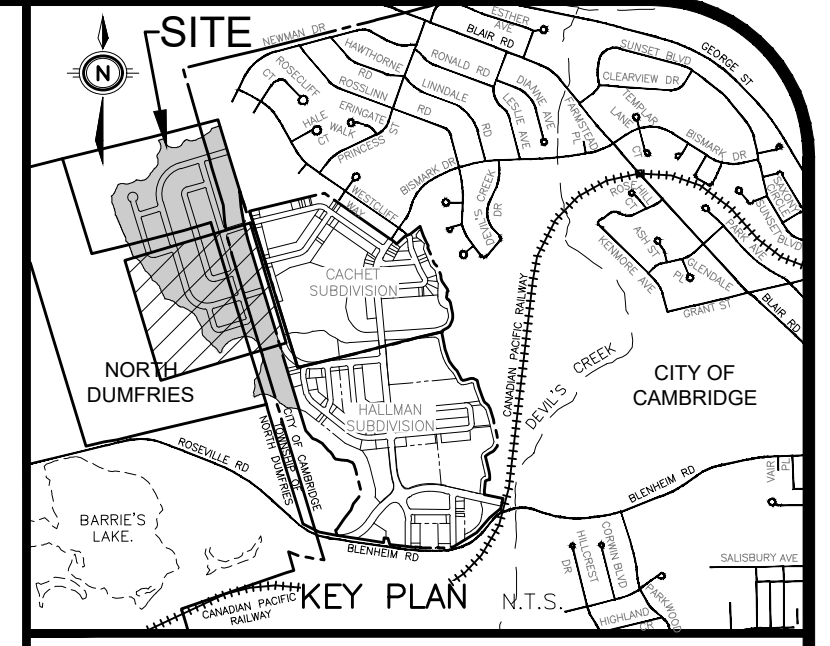 SITE
N
NEWMAN DR
ESTHER
AVE
BLAIR RD
SUNSET BLVD
GEORGE ST
HAWTHORNE
RD
RONALD RD
CLEARVIEW DR
ROSECLIFF
CT
ROSSLINN
RD
LINNDALE
RD
DIANNE AVE
LESLIE AVE
FARMSTEAD
PL
TEMPLAR
LANE
CT
HALE
CT
ERINGATE
WALK
PRINCESS ST
BISMARK DR
BISMARK DR
WESTCLIFF
WAY
DEVIL'S CREEK
DR
ROSEHILL
CT
SAXONY
CIRCLE
SUNSET BLVD
PARK AVE
ASH ST
KENMORE AVE
GLENDALE
PL
GRANT ST
BLAIR RD
CACHET
SUBDIVISION
CANADIAN PACIFIC RAILWAY
DEVIL'S CREEK
CITY OF
CAMBRIDGE
NORTH
DUMFRIES
HALLMAN
SUBDIVISION
CITY OF CAMBRIDGE
TOWNSHIP OF
NORTH DUMFRIES
ROSEVILLE RD
BARRIE'S
LAKE.
BLENHEIM RD
BLENHEIM RD
VAIR
PL
HILLCREST
DR
CORWIN BLVD
SALISBURY AVE
PARKWOOD
HIGHLAND
CR
CANADIAN PACIFIC
RAILWAY
KEY PLAN
N.T.S.